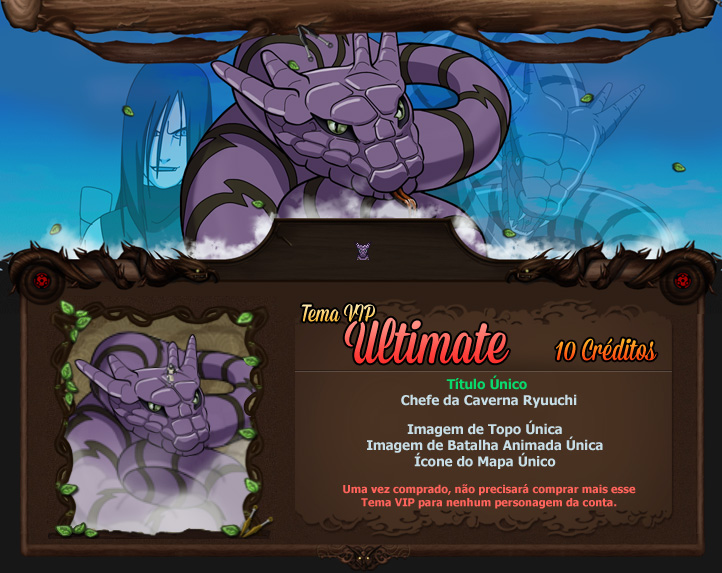 Tema VIP
Ultimate
10 Créditos
Título Único
Chefe da Caverna Ryuuchi
Imagem de Topo Única
Imagem de Batalha Animada Única
Ícone do Mapa Único
Uma vez comprado, não precisará comprar mais esse
Tema VIP para nenhum personagem da conta.